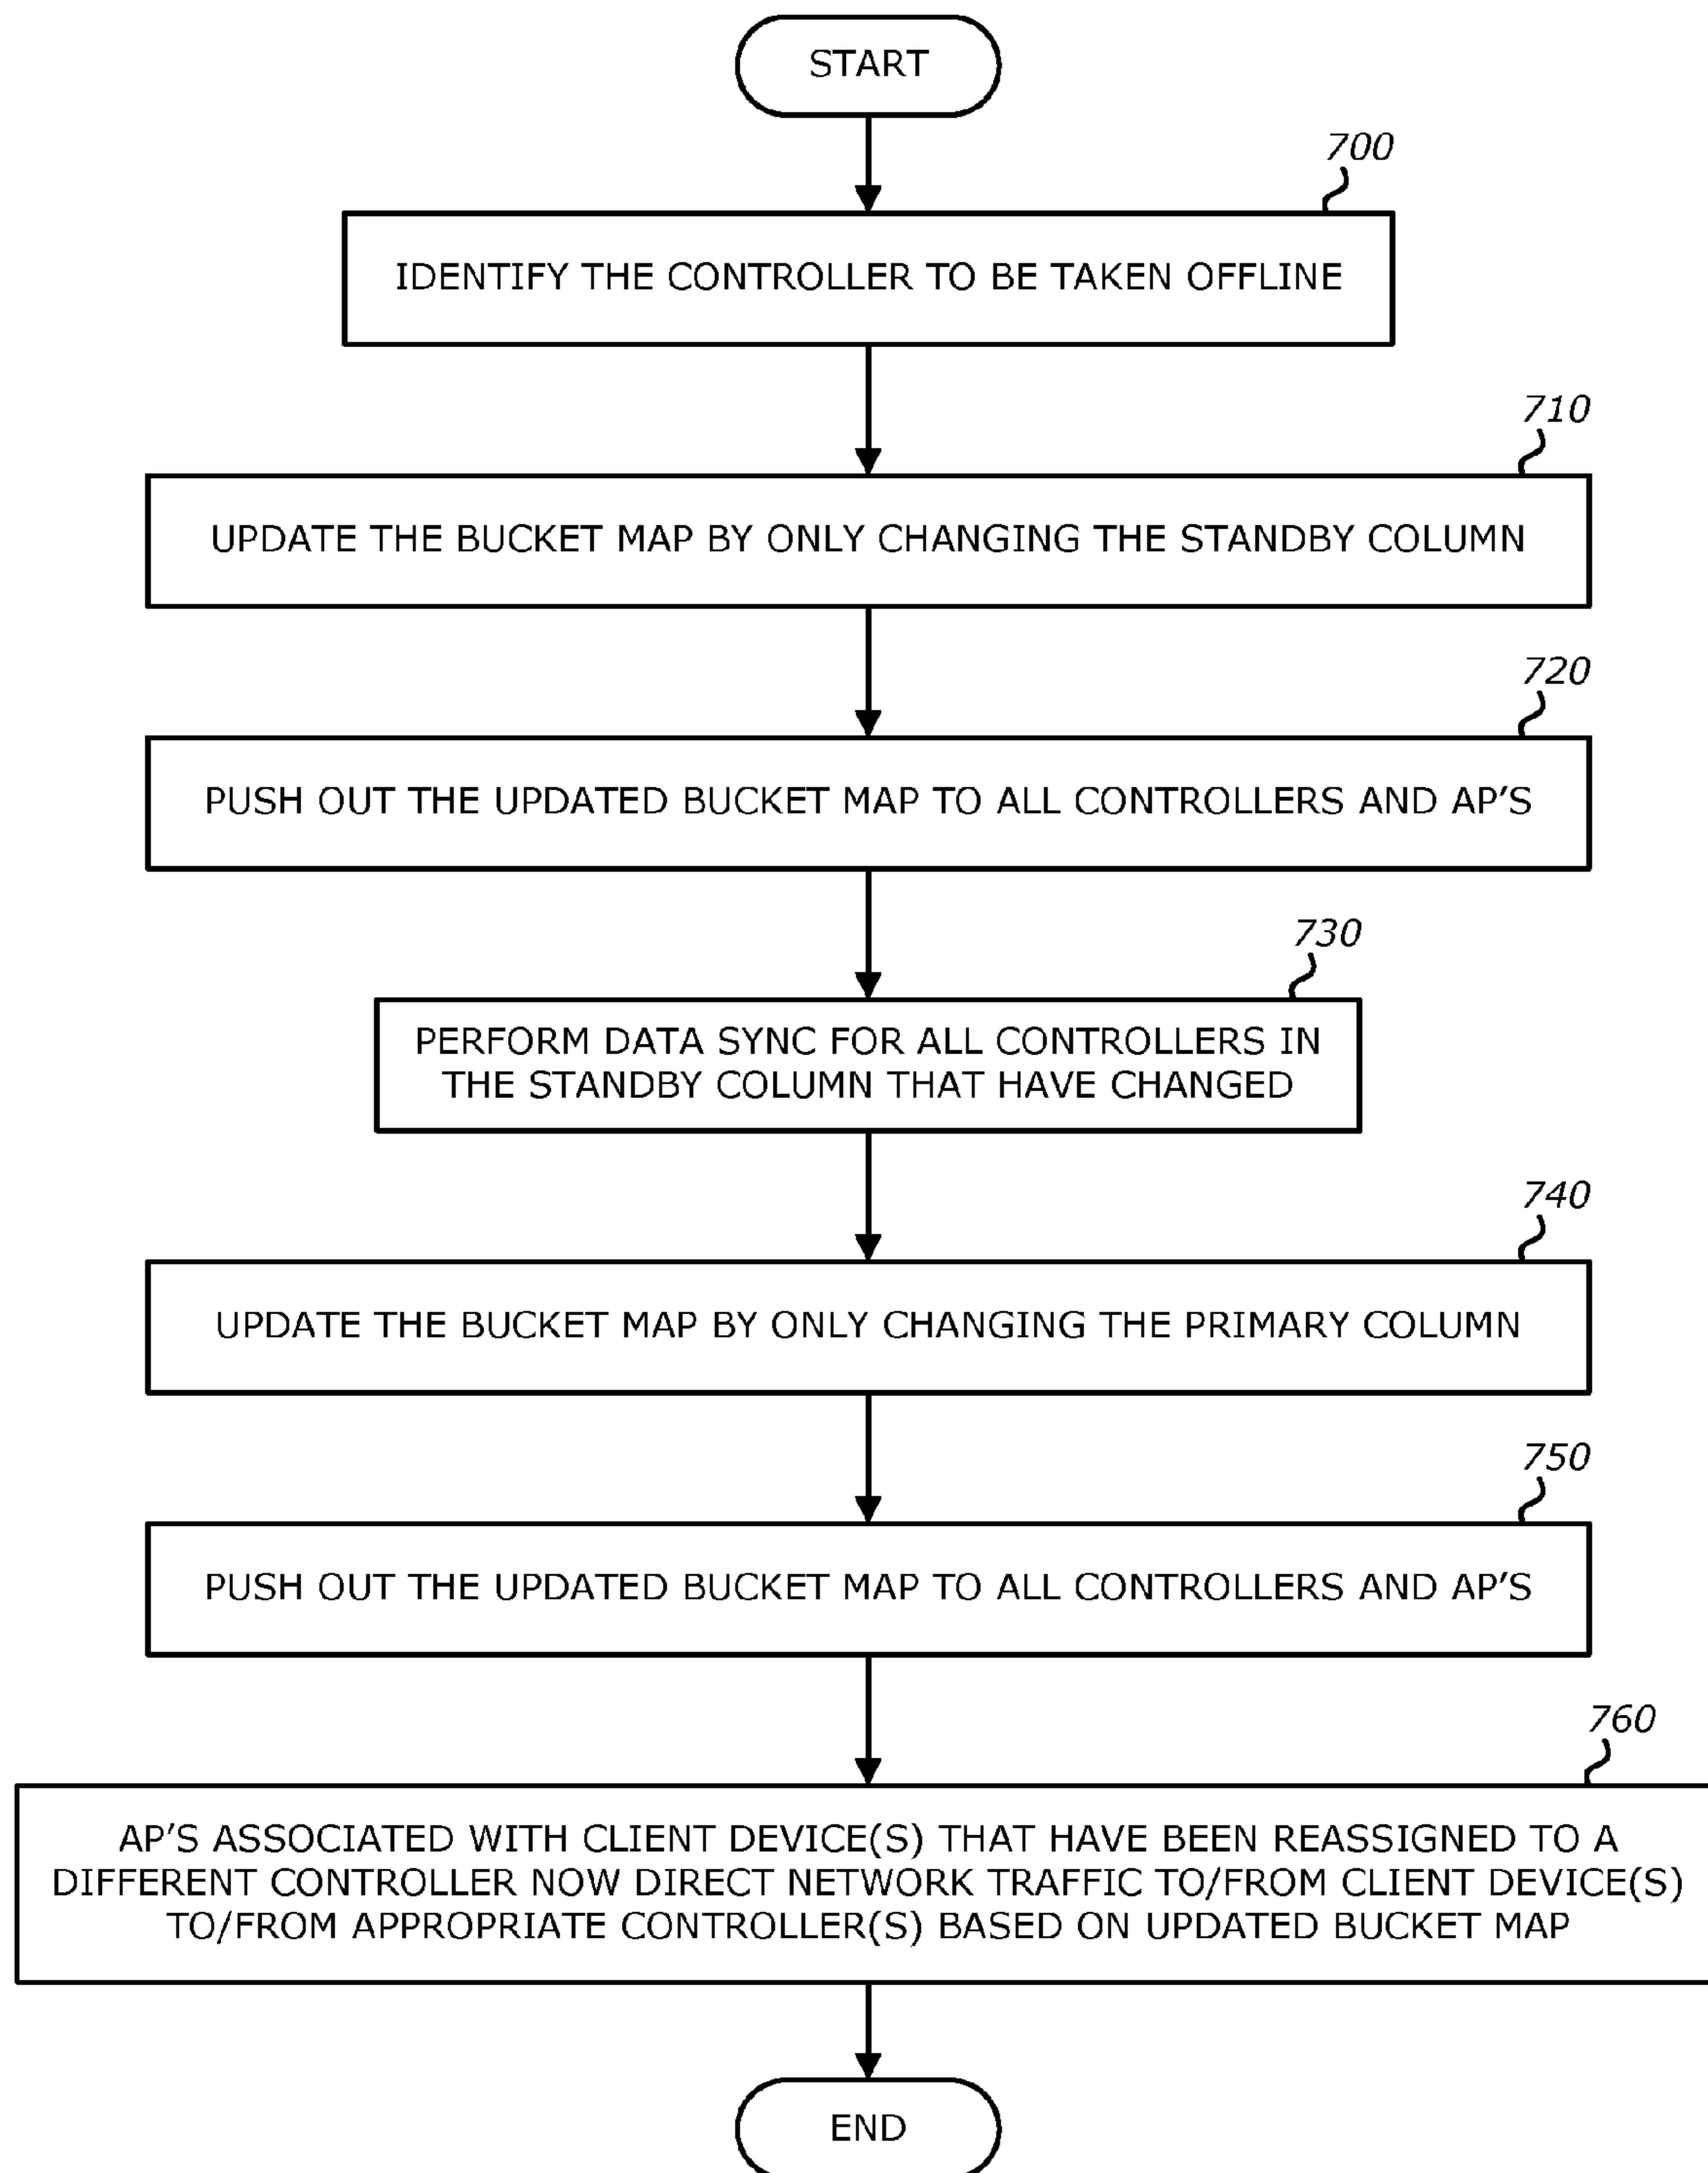 START
700
IDENTIFY THE CONTROLLER TO BE TAKEN OFFLINE
710
UPDATE THE BUCKET MAP BY ONLY CHANGING THE STANDBY COLUMN
720
PUSH OUT THE UPDATED BUCKET MAP TO ALL CONTROLLERS AND AP'S
730
PERFORM DATA SYNC FOR ALL CONTROLLERS IN
THE STANDBY COLUMN THAT HAVE CHANGED
740
UPDATE THE BUCKET MAP BY ONLY CHANGING THE PRIMARY COLUMN
750
PUSH OUT THE UPDATED BUCKET MAP TO ALL CONTROLLERS AND AP'S
760
AP'S ASSOCIATED WITH CLIENT DEVICE(S) THAT HAVE BEEN REASSIGNED TO A
DIFFERENT CONTROLLER NOW DIRECT NETWORK TRAFFIC TO/FROM CLIENT DEVICE(S)
TO/FROM APPROPRIATE CONTROLLER(S) BASED ON UPDATED BUCKET MAP
END